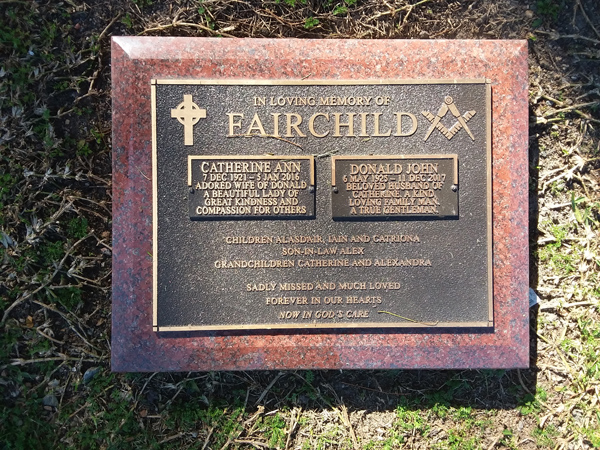 IN LOVING MEMORY OF
FAIRCHILD
CATHERINE ANN
7 DEC 1921 – 5 JAN 2016
ADORED WIFE OF DONALD
A BEAUTIFUL LADY OF
GREAT KINDNESS AND
COMPASSION FOR OTHERS
DONALD JOHN
6 MAY 1925 – 11 DEC 2017
BELOVED HUSBAND OF
CATHERINE, A KIND,
LOVING FAMILY MAN,
A TRUE GENTLEMAN
CHILDREN ALASDAIR, IAIN AND CATRIONA
SON-IN-LAW ALEX
GRANDCHILDREN CATHERINE AND ALEXANDRA
SADLY MISSED AND MUCH LOVED
FOREVER IN OUR HEARTS
NOW IN GOD'S CARE